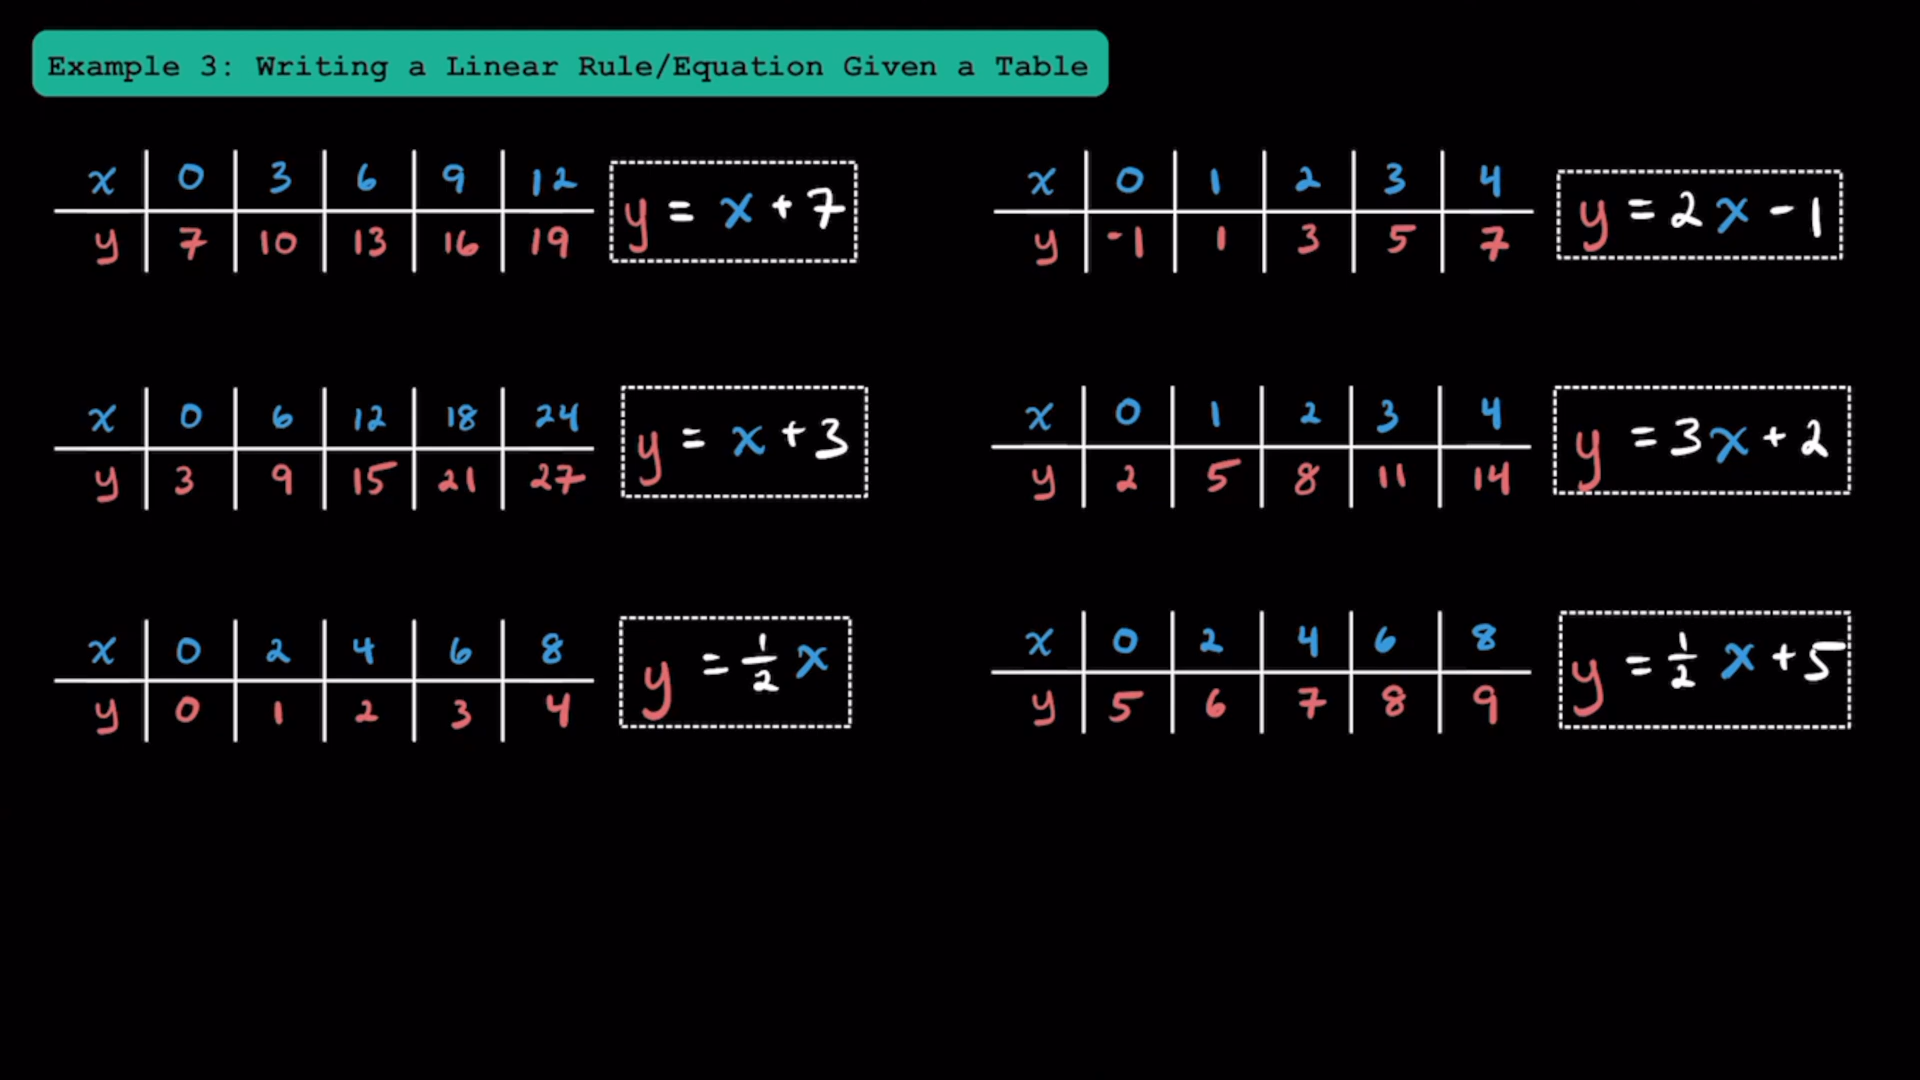 Example 3: Writing a Linear Rule/Equation Given a Table
x 0 3 6 9 12
y 7 10 13 16 19
y = x + 7
x 0 1 2 3 4
y -1 1 3 5 7
y = 2x - 1
x 0 6 12 18 24
y 3 9 15 21 27
y = x + 3
x 0 1 2 3 4
y 2 5 8 11 14
y = 3x + 2
x 0 2 4 6 8
y 0 1 2 3 4
y = 1/2 x
x 0 2 4 6 8
y 5 6 7 8 9
y = 1/2 x + 5